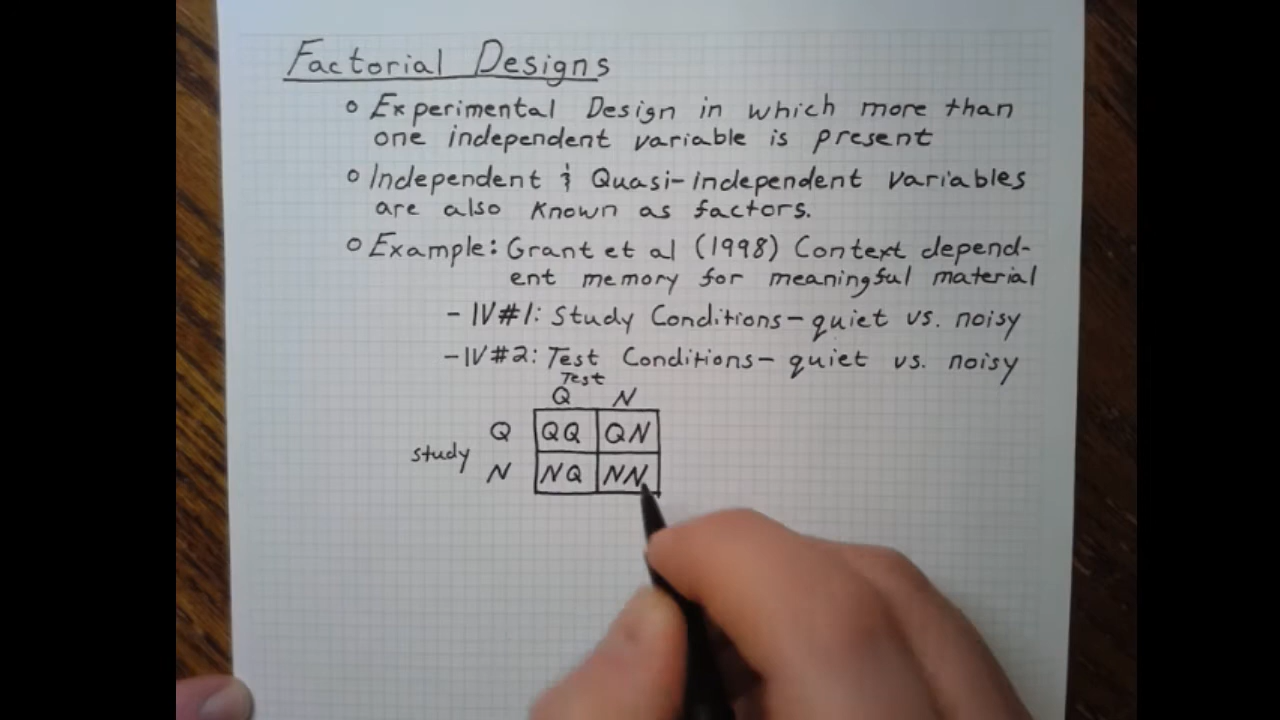 Factorial Designs
o Experimental Design in which more than
one independent variable is present
o Independent & Quasi-independent variables
are also known as factors.
o Example: Grant et al (1998) Context depend-
ent memory for meaningful material
- IV#1: Study Conditions - quiet vs. noisy
- IV#2: Test Conditions - quiet vs. noisy
Test
Q N
Q QQ QN
study
N NQ NN